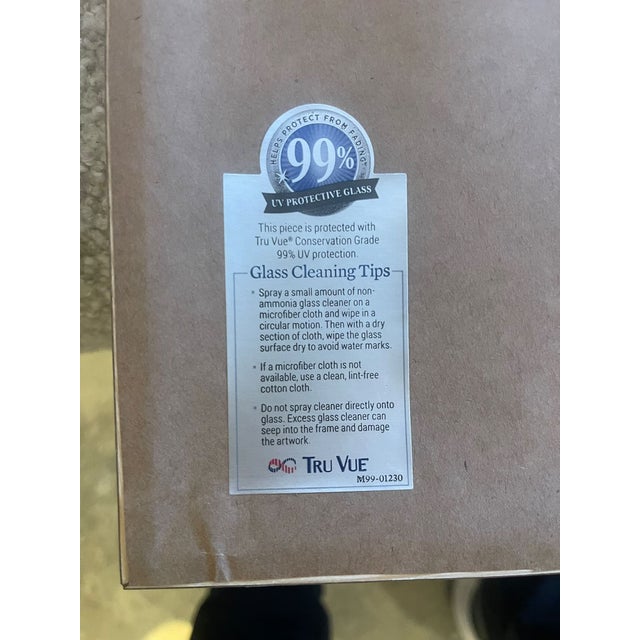 HELPS PROTECT FROM FADING
99%
UV PROTECTIVE GLASS
This piece is protected with
Tru Vue® Conservation Grade
99% UV protection.
Glass Cleaning Tips
• Spray a small amount of non-
ammonia glass cleaner on a
microfiber cloth and wipe in a
circular motion. Then with a dry
section of cloth, wipe the glass
surface dry to avoid water marks.
• If a microfiber cloth is not
available, use a clean, lint-free
cotton cloth.
• Do not spray cleaner directly onto
glass. Excess glass cleaner can
seep into the frame and damage
the artwork.
TRU VUE
M99-01230